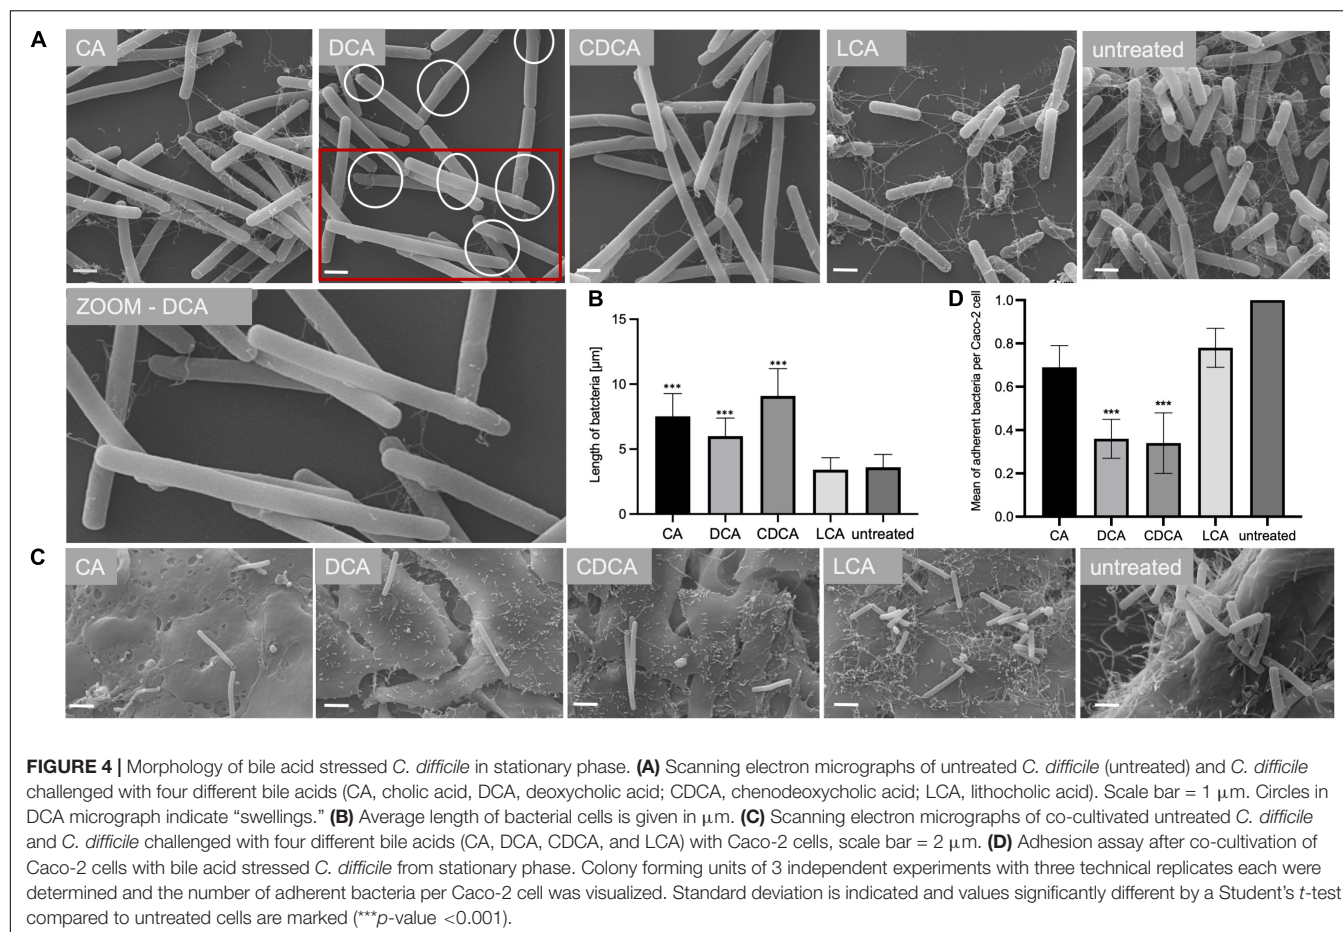 A
CA
DCA
CDCA
LCA
untreated
ZOOM - DCA
B
Length of batcteria [µm]
15
10
5
0
***
***
***
CA
DCA
CDCA
LCA
untreated
D
Mean of adherent bacteria per Caco-2 cell
1.0
0.8
0.6
0.4
0.2
0.0
***
***
CA
DCA
CDCA
LCA
untreated
C
CA
DCA
CDCA
LCA
untreated
FIGURE 4 | Morphology of bile acid stressed C. difficile in stationary phase. (A) Scanning electron micrographs of untreated C. difficile (untreated) and C. difficile
challenged with four different bile acids (CA, cholic acid, DCA, deoxycholic acid; CDCA, chenodeoxycholic acid; LCA, lithocholic acid). Scale bar = 1 µm. Circles in
DCA micrograph indicate “swellings.” (B) Average length of bacterial cells is given in µm. (C) Scanning electron micrographs of co-cultivated untreated C. difficile
and C. difficile challenged with four different bile acids (CA, DCA, CDCA, and LCA) with Caco-2 cells, scale bar = 2 µm. (D) Adhesion assay after co-cultivation of
Caco-2 cells with bile acid stressed C. difficile from stationary phase. Colony forming units of 3 independent experiments with three technical replicates each were
determined and the number of adherent bacteria per Caco-2 cell was visualized. Standard deviation is indicated and values significantly different by a Student’s t-test
compared to untreated cells are marked (***p-value <0.001).